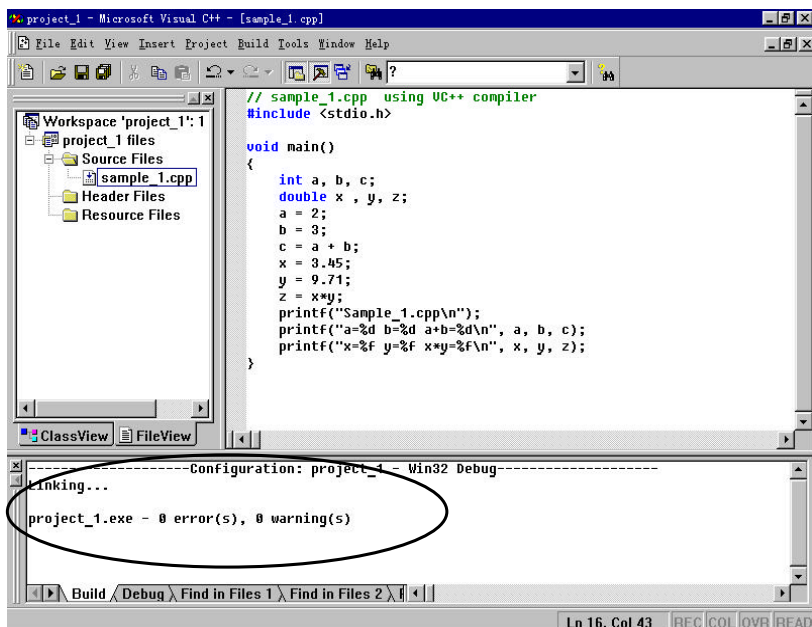 project_1 - Microsoft Visual C++ - [sample_1.cpp]
File Edit View Insert Project Build Tools Window Help
?
Workspace 'project_1': 1
project_1 files
Source Files
sample_1.cpp
Header Files
Resource Files
ClassView
FileView
// sample_1.cpp  using VC++ compiler
#include <stdio.h>
void main()
{
    int a, b, c;
    double x , y, z;
    a = 2;
    b = 3;
    c = a + b;
    x = 3.45;
    y = 9.71;
    z = x*y;
    printf("Sample_1.cpp\n");
    printf("a=%d b=%d a+b=%d\n", a, b, c);
    printf("x=%f y=%f x*y=%f\n", x, y, z);
}
--------------------Configuration: project_1 - Win32 Debug--------------------
Linking...
project_1.exe - 0 error(s), 0 warning(s)
Build Debug Find in Files 1 Find in Files 2
Ln 16, Col 43 REC COL OVR READ